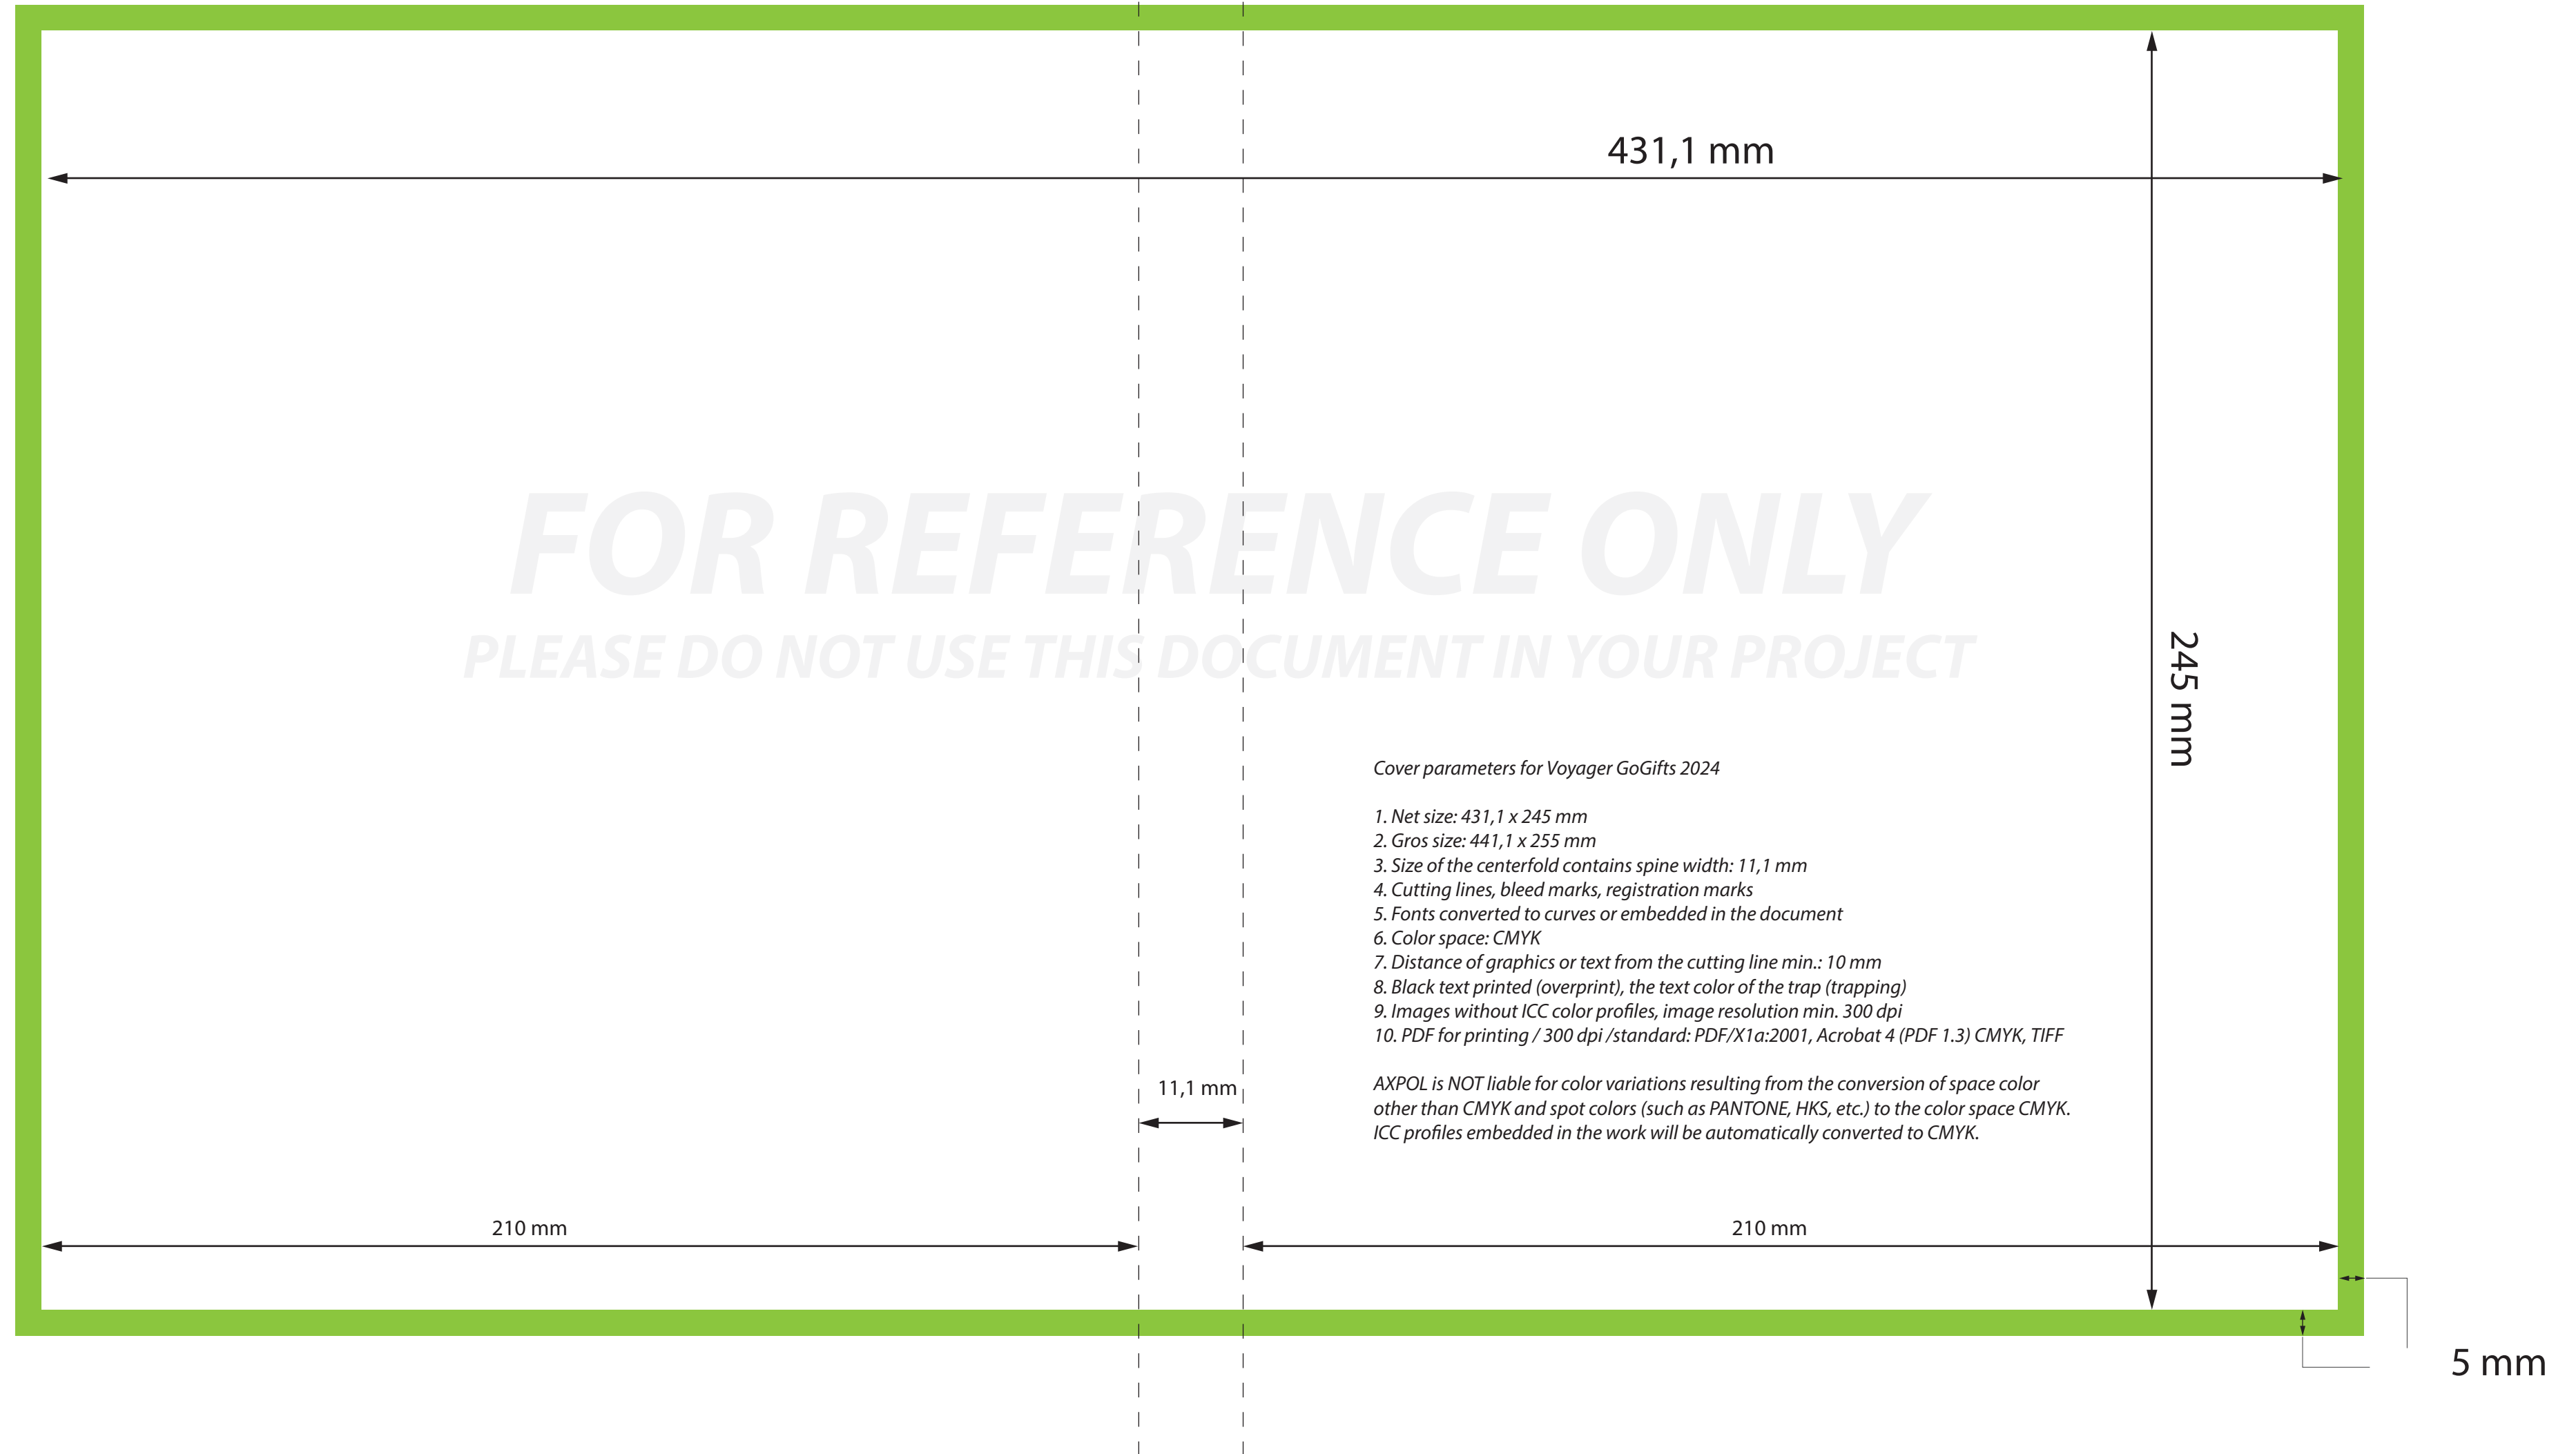 431,1 mm
FOR REFERENCE ONLY
PLEASE DO NOT USE THIS DOCUMENT IN YOUR PROJECT
245 mm
Cover parameters for Voyager GoGifts 2024
1. Net size: 431,1 x 245 mm
2. Gros size: 441,1 x 255 mm
3. Size of the centerfold contains spine width: 11,1 mm
4. Cutting lines, bleed marks, registration marks
5. Fonts converted to curves or embedded in the document
6. Color space: CMYK
7. Distance of graphics or text from the cutting line min.: 10 mm
8. Black text printed (overprint), the text color of the trap (trapping)
9. Images without ICC color profiles, image resolution min. 300 dpi
10. PDF for printing / 300 dpi /standard: PDF/X1a:2001, Acrobat 4 (PDF 1.3) CMYK, TIFF
AXPOL is NOT liable for color variations resulting from the conversion of space color
other than CMYK and spot colors (such as PANTONE, HKS, etc.) to the color space CMYK.
ICC profiles embedded in the work will be automatically converted to CMYK.
11,1 mm
210 mm
210 mm
5 mm